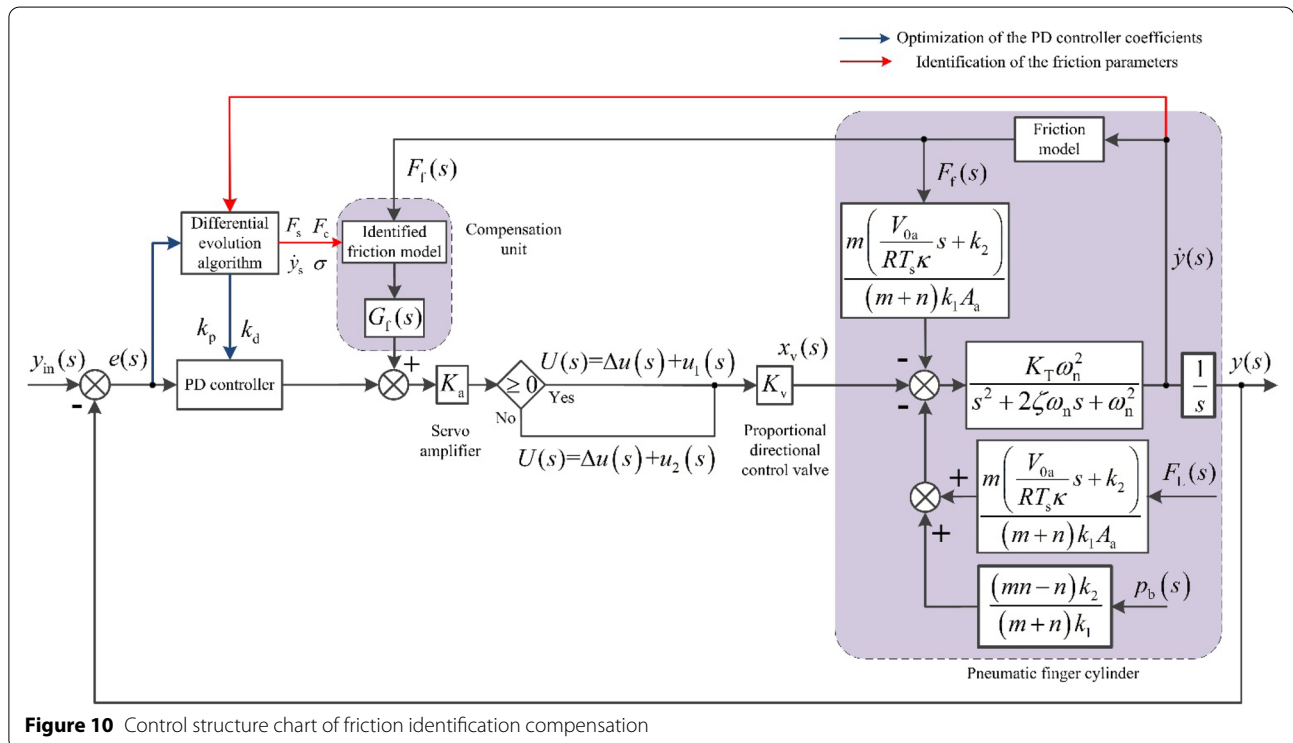 Optimization of the PD controller coefficients
Identification of the friction parameters
Friction
model
F_f(s)
F_f(s)
Differential
evolution
algorithm
F_s F_c
ẏ_s σ
Identified
friction model
Compensation
unit
m(V_0a/(RT_sκ) s + k_2)
(m + n) k_1 A_a
ẏ(s)
G_f(s)
k_p k_d
y_in(s)
e(s)
PD controller
-
+
K_a
≥0
Yes
No
U(s)=Δu(s)+u_1(s)
U(s)=Δu(s)+u_2(s)
Servo
amplifier
x_v(s)
K_v
Proportional
directional
control valve
-
-
K_T ω_n^2
s^2 + 2ζω_n s + ω_n^2
1
s
y(s)
+
+
m(V_0a/(RT_sκ) s + k_2)
(m + n) k_1 A_a
F_L(s)
(mn − n) k_2
(m + n) k_1
p_b(s)
Pneumatic finger cylinder
Figure 10 Control structure chart of friction identification compensation